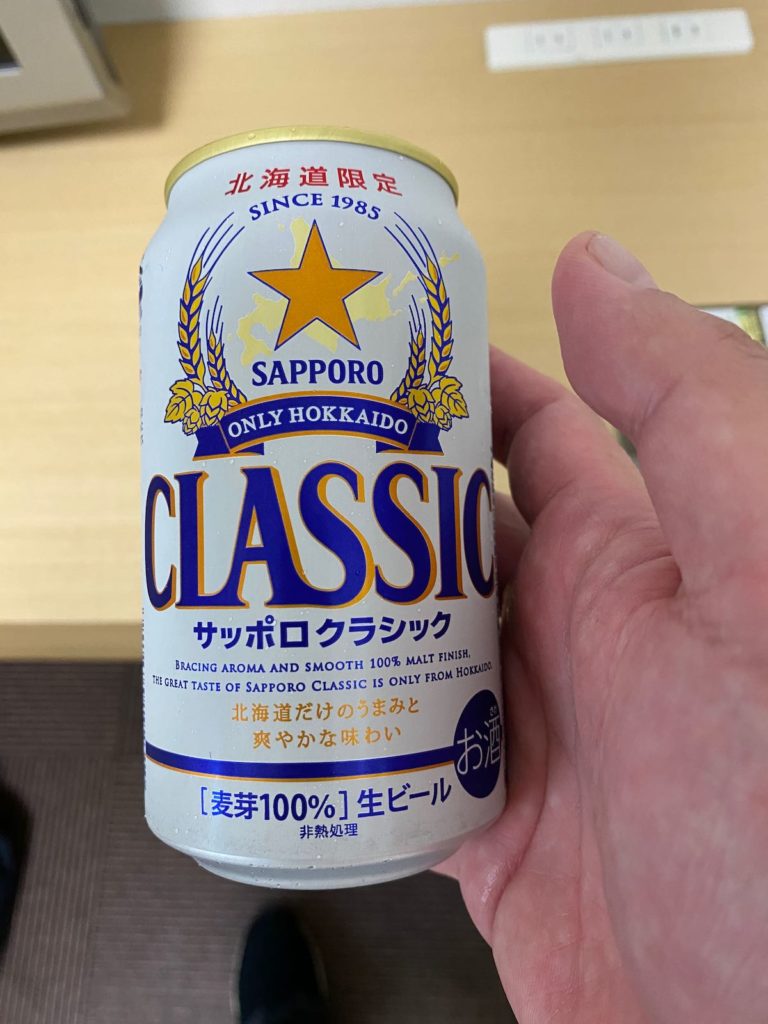 北海道限定
SINCE 1985
SAPPORO
ONLY HOKKAIDO
CLASSIC
サッポロクラシック
BRACING AROMA AND SMOOTH 100% MALT FINISH,
THE GREAT TASTE OF SAPPORO CLASSIC IS ONLY FROM HOKKAIDO.
北海道だけのうまみと
爽やかな味わい
お酒
[麦芽100%]生ビール
非熱処理